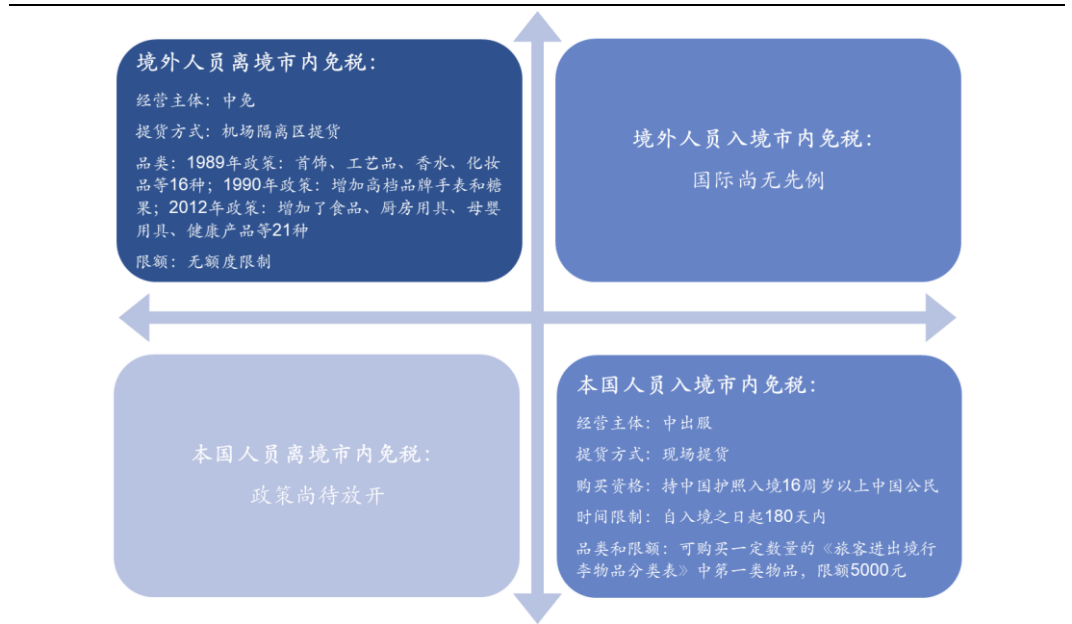 境外人员离境市内免税：
经营主体：中免
提货方式：机场隔离区提货
品类：1989年政策：首饰、工艺品、香水、化妆
品等16种；1990年政策：增加高档品牌手表和糖
果；2012年政策：增加了食品、厨房用具、母婴
用具、健康产品等21种
限额：无额度限制
境外人员入境市内免税：
国际尚无先例
本国人员离境市内免税：
政策尚待放开
本国人员入境市内免税：
经营主体：中出服
提货方式：现场提货
购买资格：持中国护照入境16周岁以上中国公民
时间限制：自入境之日起180天内
品类和限额：可购买一定数量的《旅客进出境行
李物品分类表》中第一类物品，限额5000元